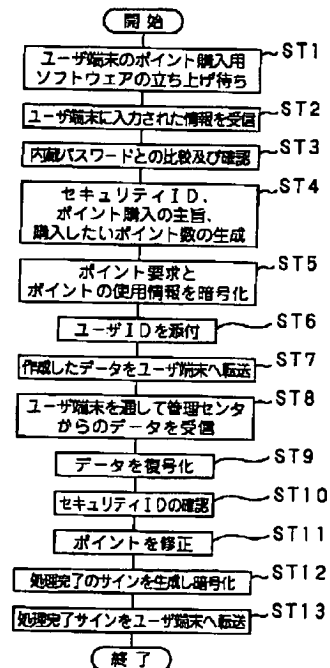 開始
ユーザ端末のポイント購入用
ソフトウェアの立ち上げ待ち
ST1
ユーザ端末に入力された情報を受信
ST2
内蔵パスワードとの比較及び確認
ST3
セキュリティID、
ポイント購入の主旨、
購入したいポイント数の生成
ST4
ポイント要求と
ポイントの使用情報を暗号化
ST5
ユーザIDを添付
ST6
作成したデータをユーザ端末へ転送
ST7
ユーザ端末を通して管理センタ
からのデータを受信
ST8
データを復号化
ST9
セキュリティIDの確認
ST10
ポイントを修正
ST11
処理完了のサインを生成し暗号化
ST12
処理完了サインをユーザ端末へ転送
ST13
終了